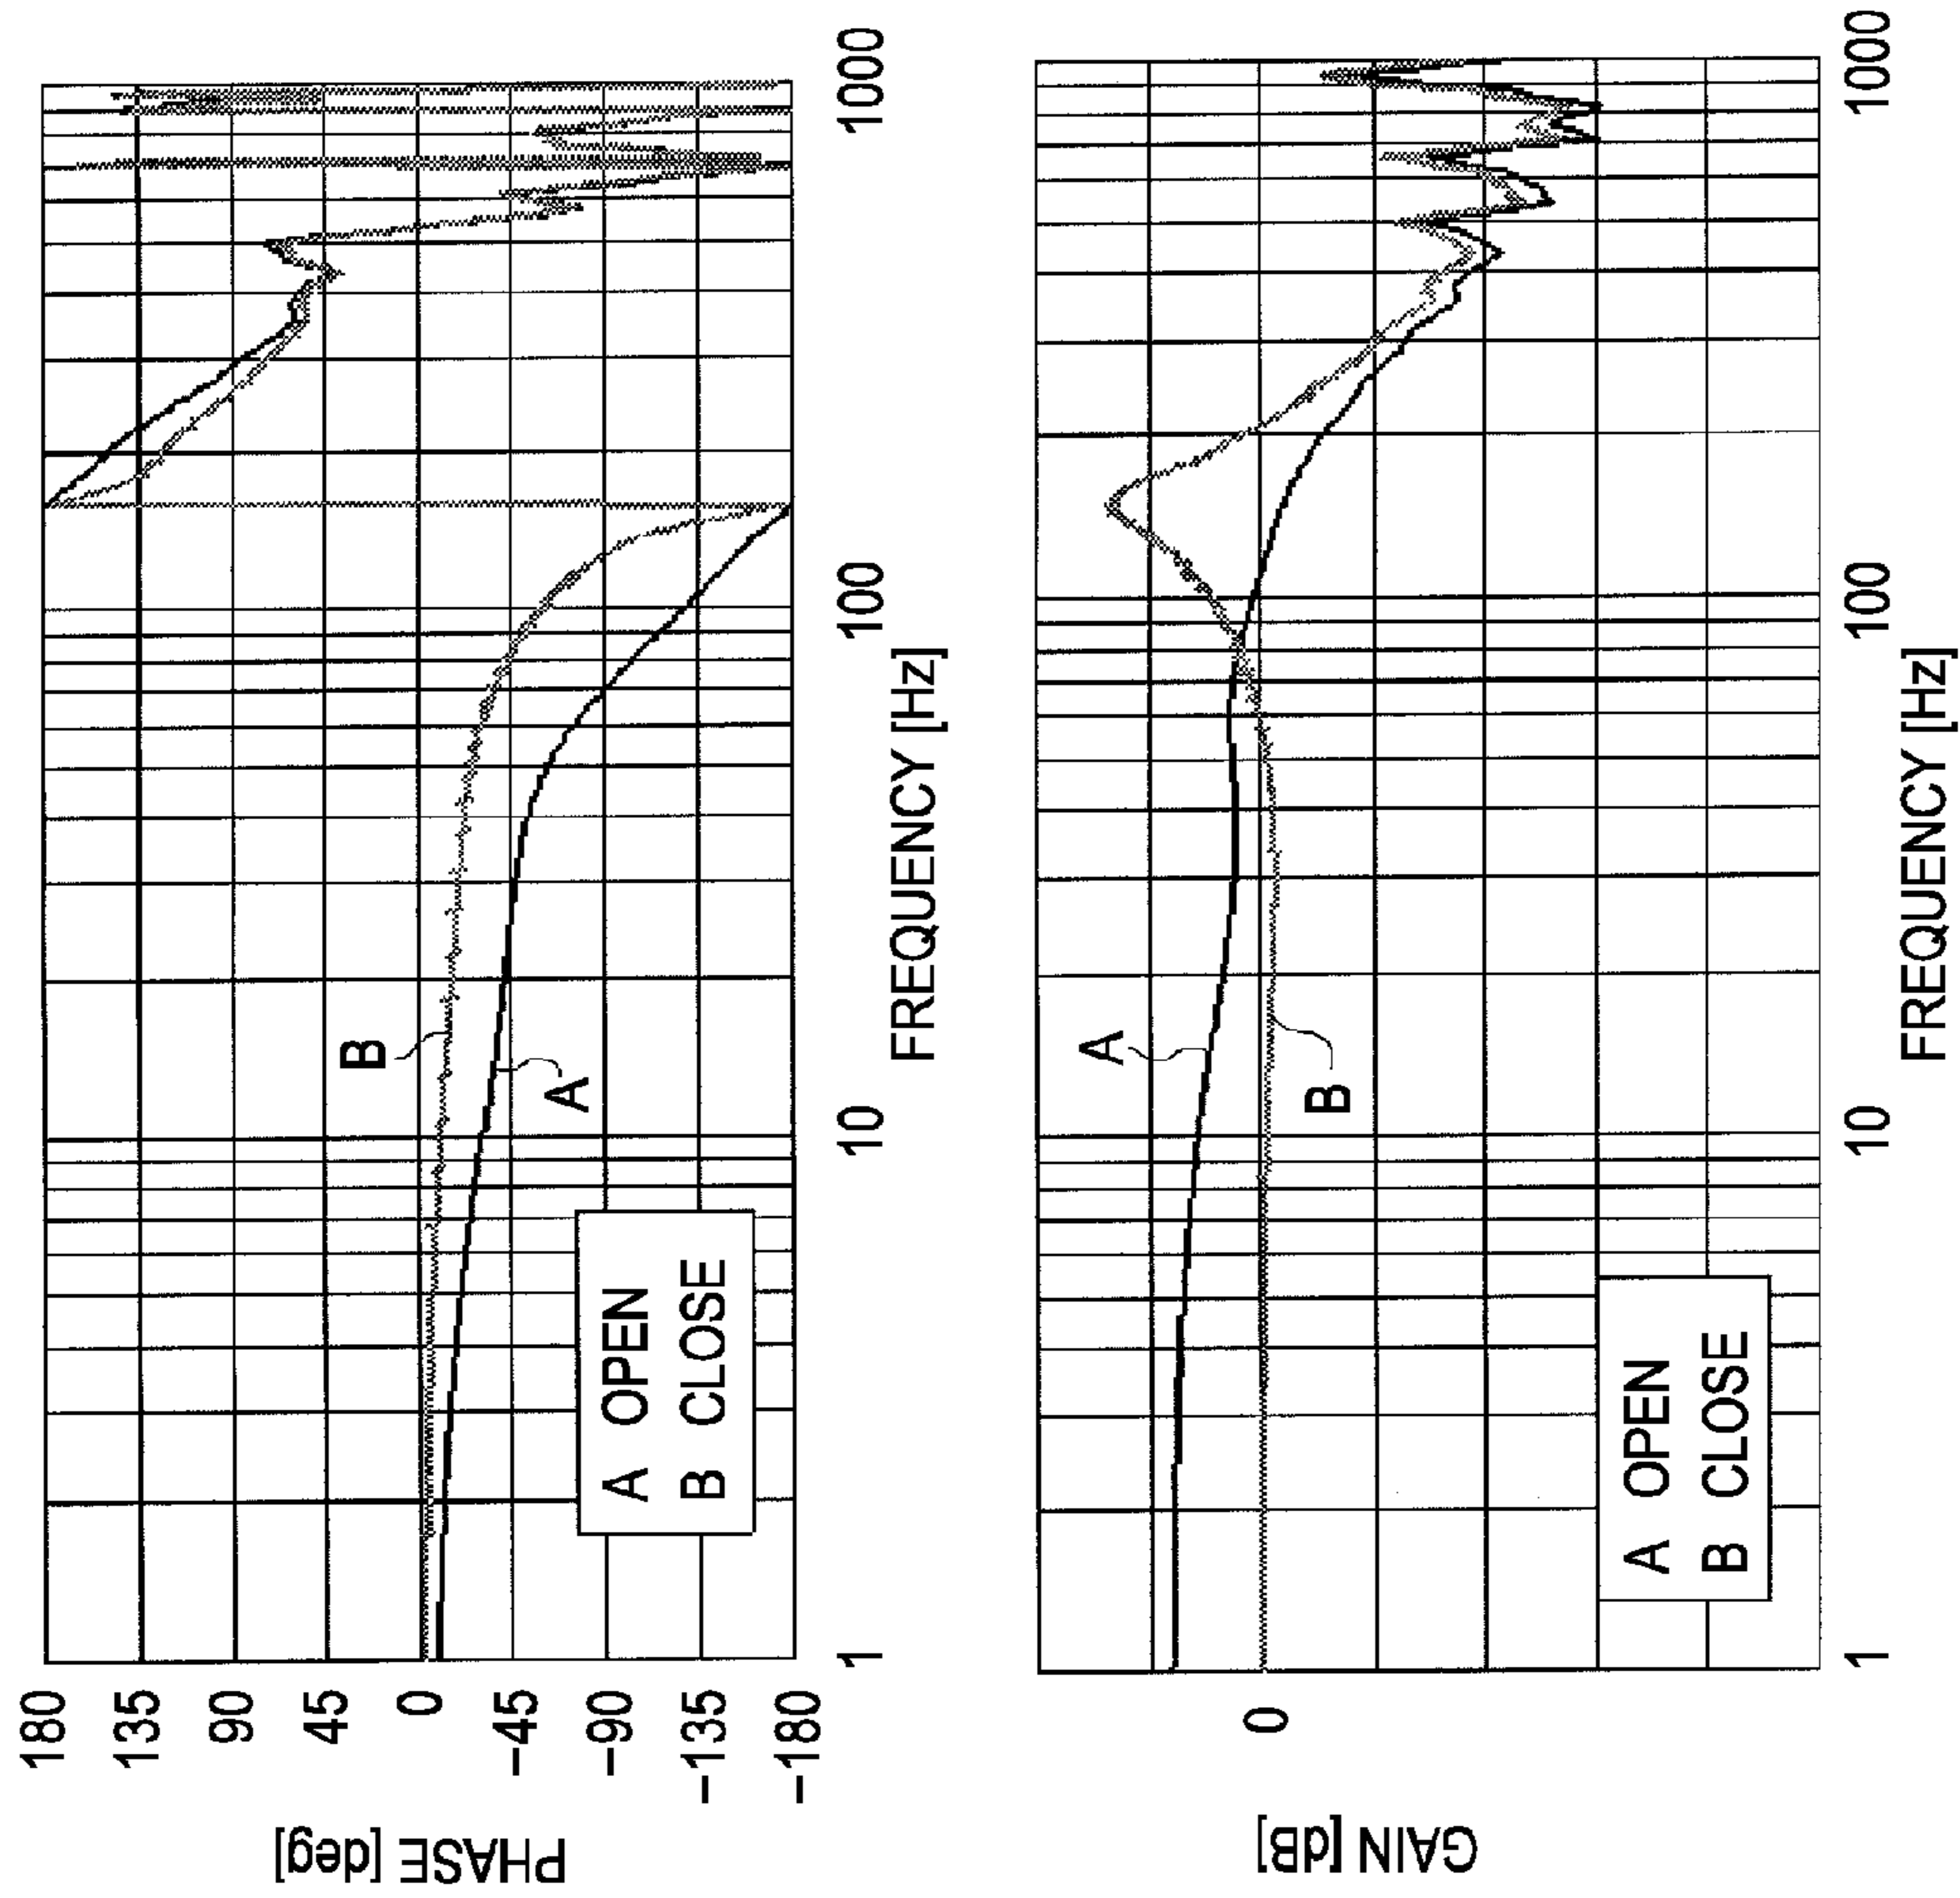 PHASE [deg]
180
135
90
45
0
-45
-90
-135
-180
B
A
A OPEN
B CLOSE
1
10
100
1000
FREQUENCY [Hz]
GAIN [dB]
0
A
B
A OPEN
B CLOSE
1
10
100
1000
FREQUENCY [Hz]